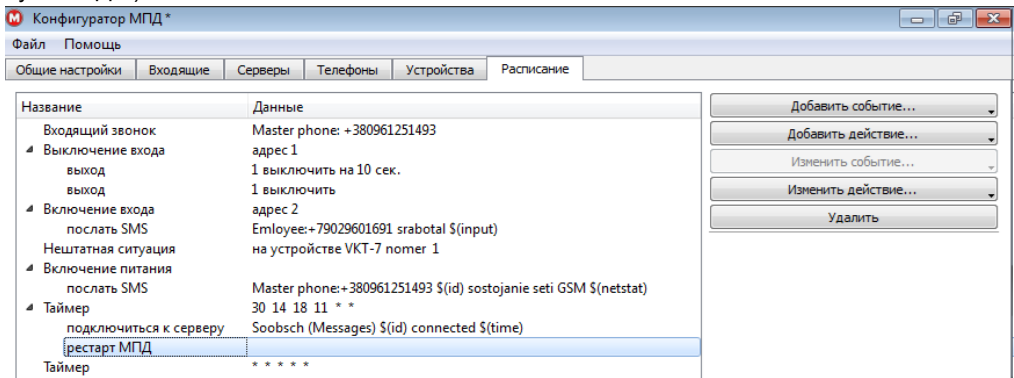 Конфигуратор МПД *
Файл Помощь
Общие настройки Входящие Серверы Телефоны Устройства Расписание
Название Данные
Добавить событие...
Входящий звонок Master phone: +380961251493
Добавить действие...
Выключение входа адрес 1
выход 1 выключить на 10 сек.
Изменить событие...
выход 1 выключить
Изменить действие...
Включение входа адрес 2
Удалить
послать SMS Emloyee:+79029601691 srabotal $(input)
Нештатная ситуация на устройстве VKT-7 nomer 1
Включение питания
послать SMS Master phone:+380961251493 $(id) sostojanie seti GSM $(netstat)
Таймер 30 14 18 11 * *
подключиться к серверу Soobsch (Messages) $(id) connected $(time)
рестарт МПД
Таймер * * * * *